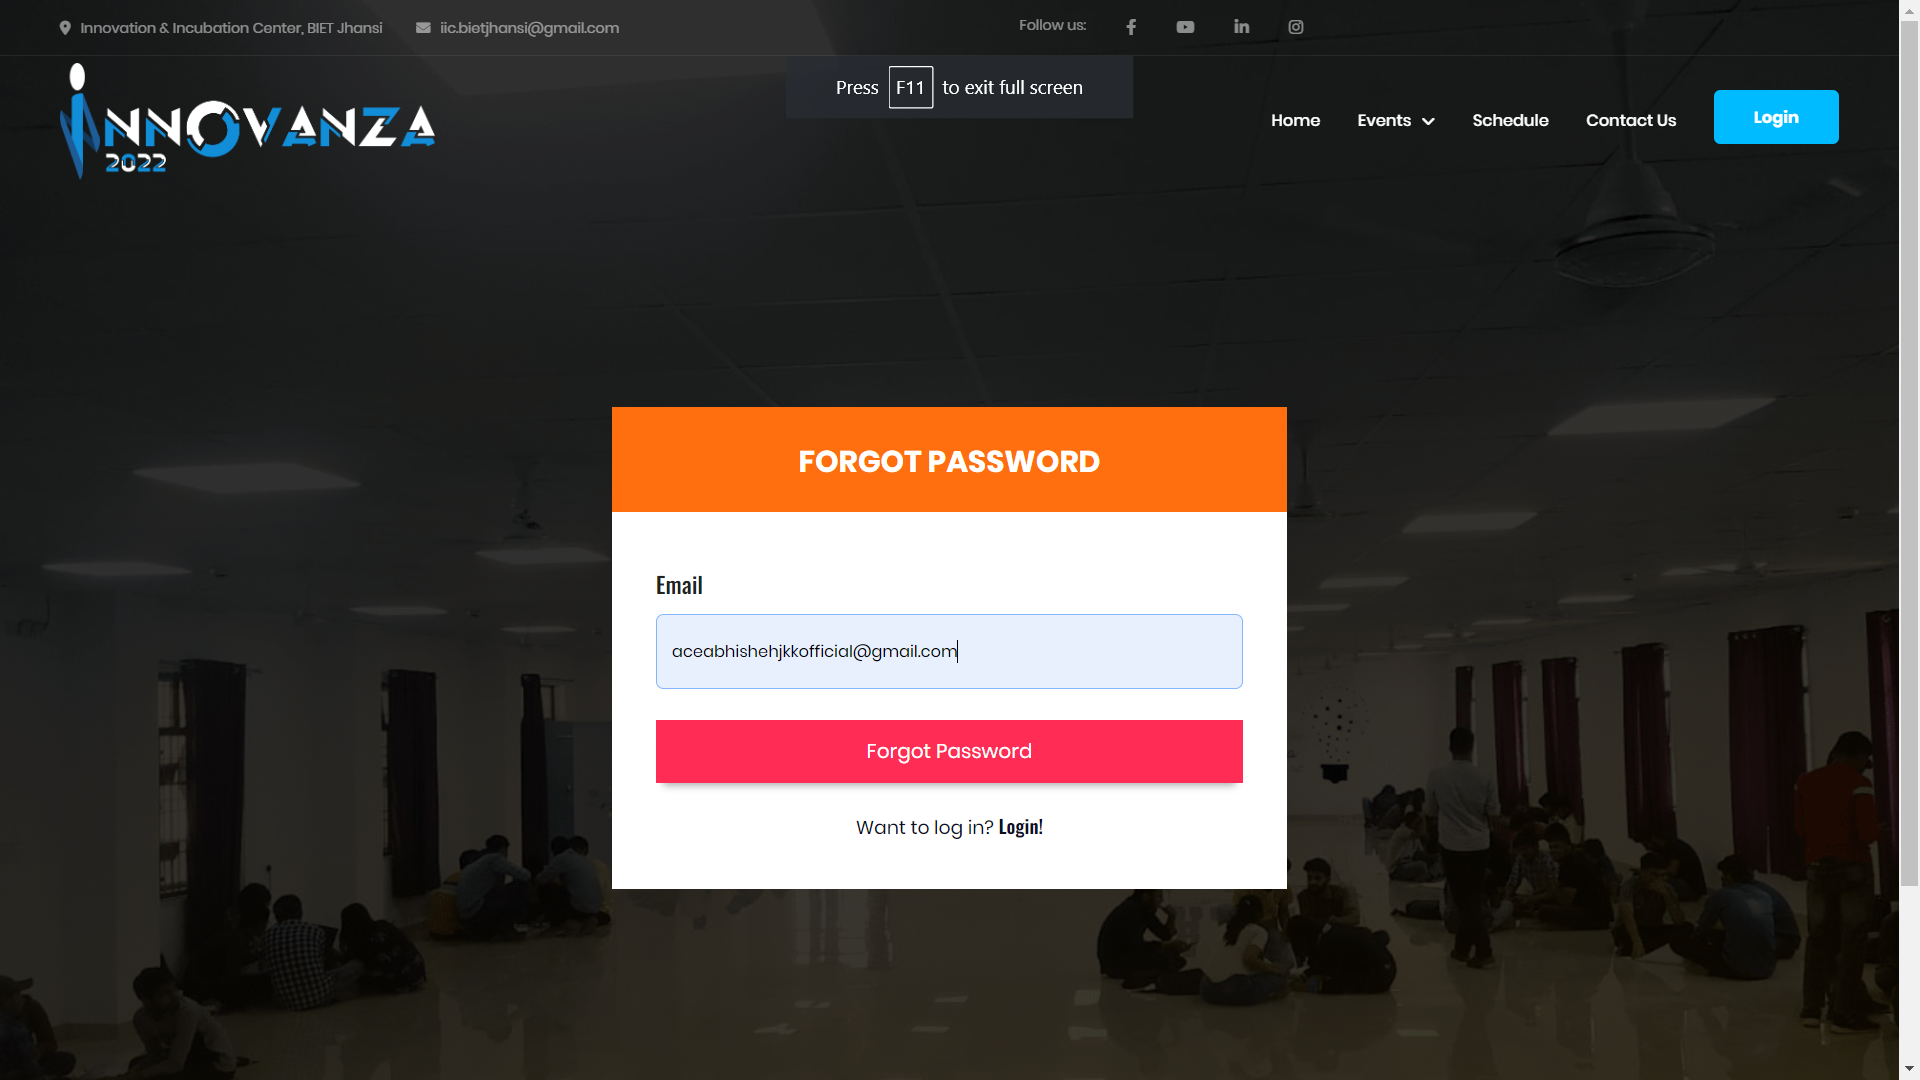 Innovation & Incubation Center, BIET Jhansi
iic.bietjhansi@gmail.com
Follow us:
Press F11 to exit full screen
INNOVANZA
2022
Home
Events
Schedule
Contact Us
Login
FORGOT PASSWORD
Email
aceabhishehjkkofficial@gmail.com
Forgot Password
Want to log in? Login!